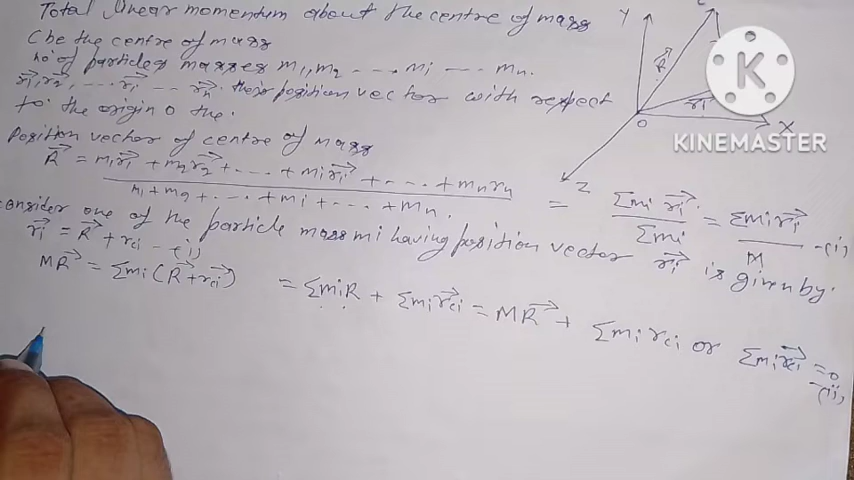 Total linear momentum about the centre of mass
C be the centre of mass
no. of particles masses m1, m2 ... mi ... mn.
r1, r2, ... ri ... rn their position vector with respect
to the origin O the.
Position vector of centre of mass
R = m1r1 + m2r2 + ... + miri + ... + mnrn / m1+m2+...+mi+...+mn. = Σmi ri / Σmi = Σmiri / M -(i)
Consider one of the particle mass mi having position vector ri is given by.
ri = R + rci -(i)
MR = Σmi(R+rci) = ΣmiR + Σmirci = MR + Σmirci or Σmirci = 0 -(ii)
Y
R
ri
O
X
Z
K
KINEMASTER